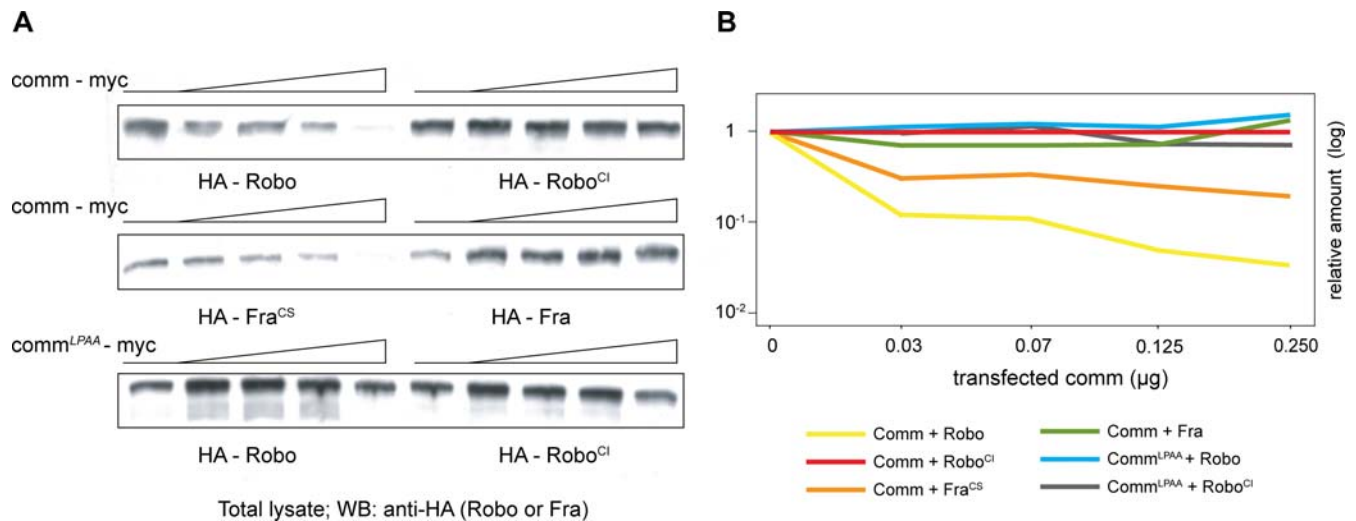 A
comm - myc
HA - Robo
HA - Robo^CI
comm - myc
HA - Fra^CS
HA - Fra
comm^LPAA - myc
HA - Robo
HA - Robo^CI
Total lysate; WB: anti-HA (Robo or Fra)
B
1
10^-1
10^-2
relative amount (log)
0
0.03
0.07
0.125
0.250
transfected comm (µg)
Comm + Robo
Comm + Robo^CI
Comm + Fra^CS
Comm + Fra
Comm^LPAA + Robo
Comm^LPAA + Robo^CI